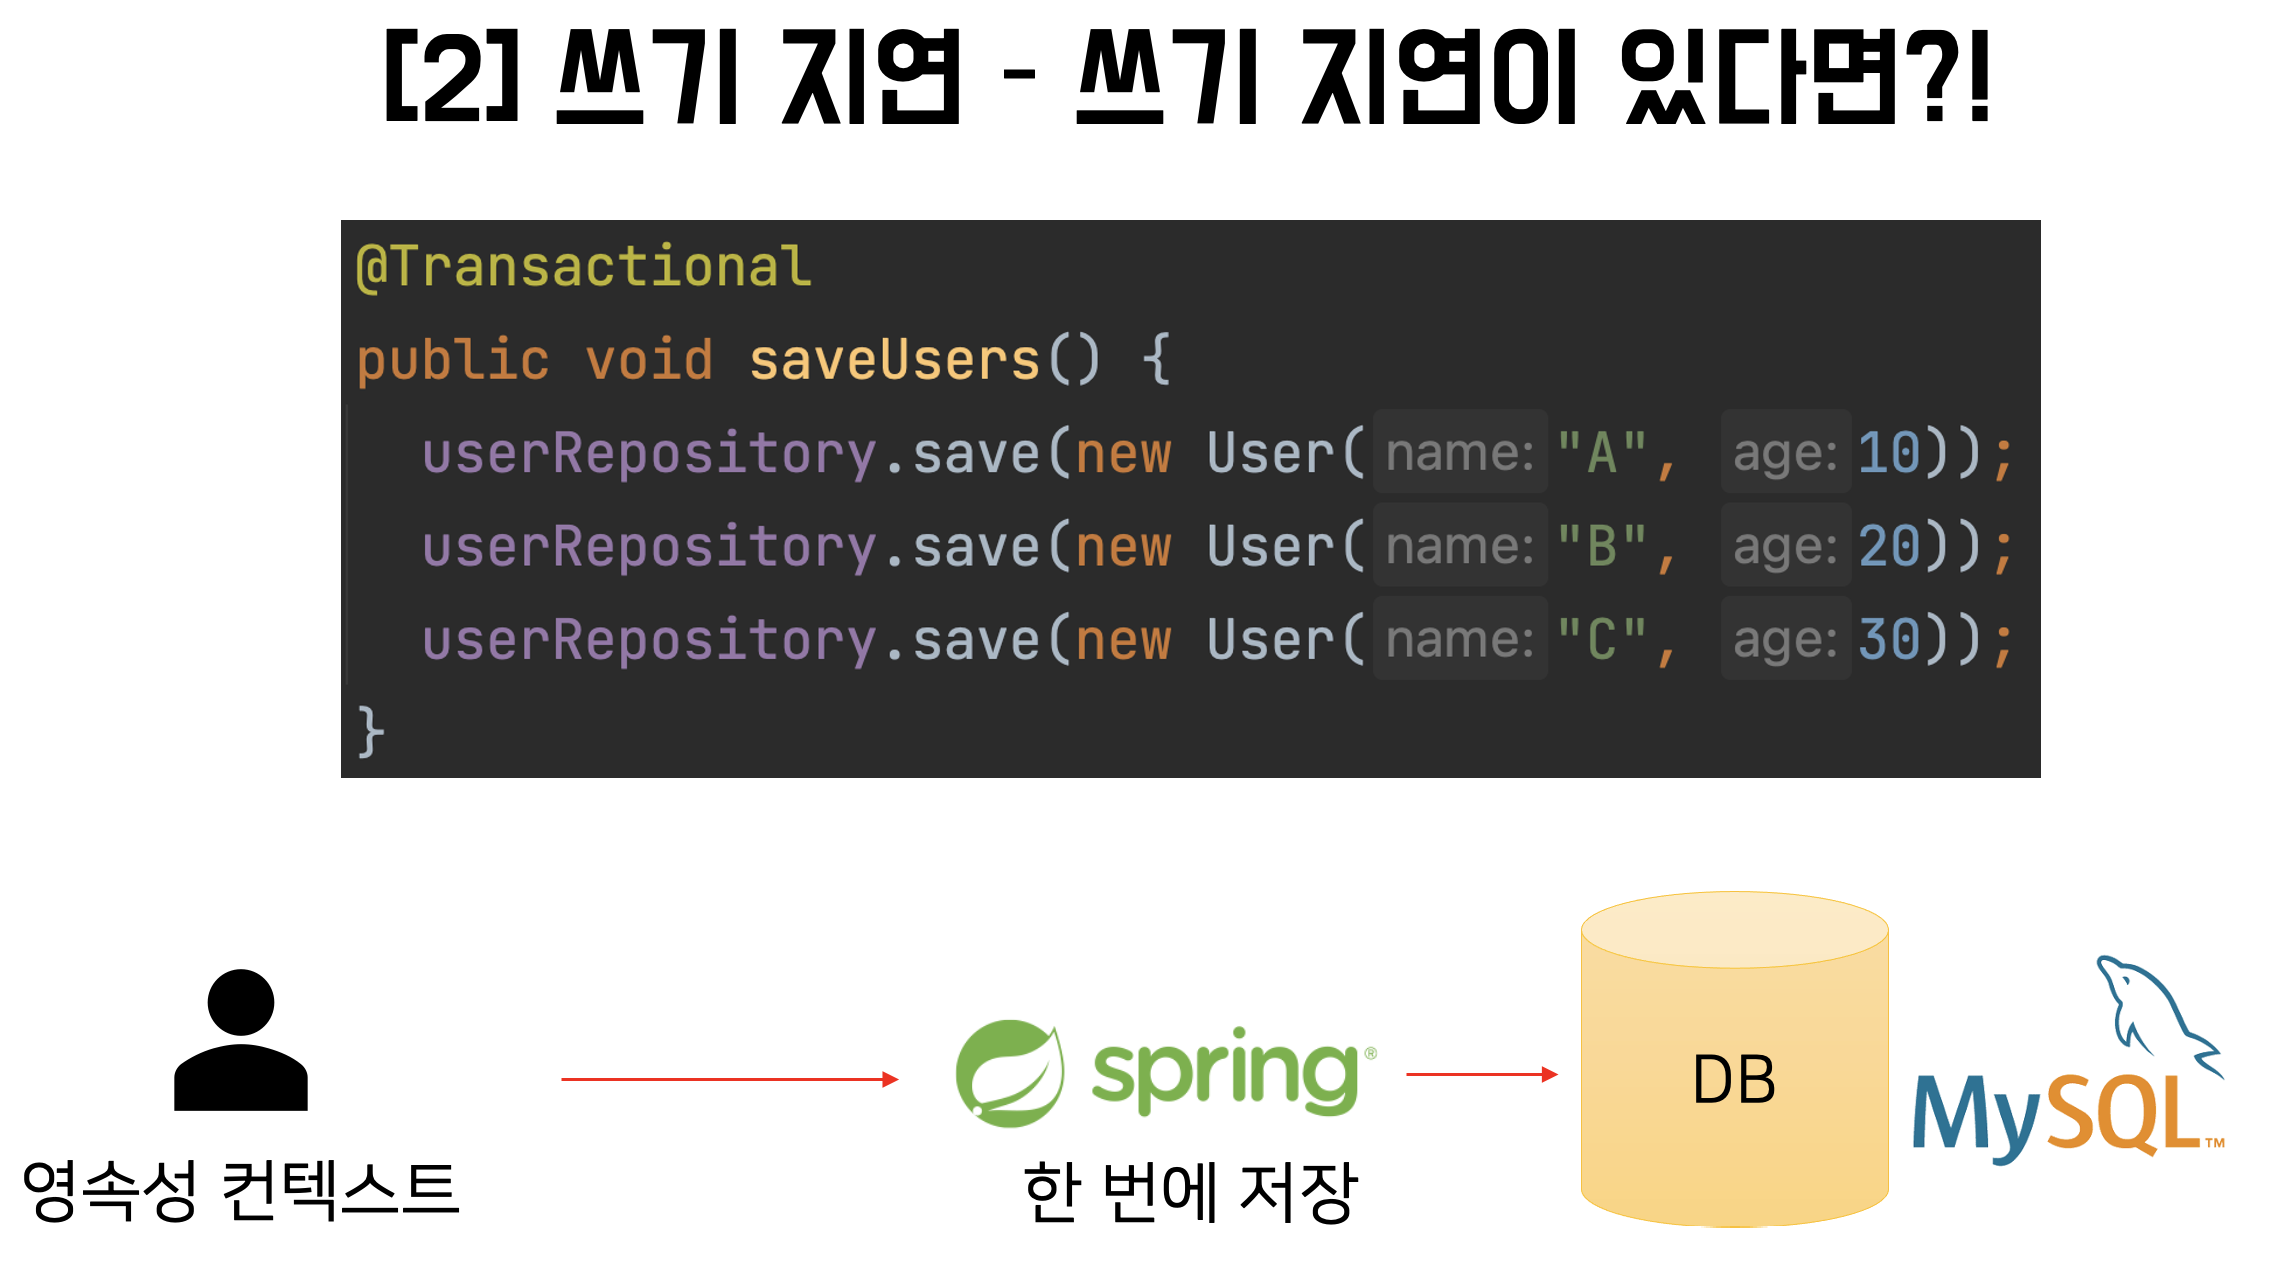 [2] 쓰기 지연 - 쓰기 지연이 있다면?!
@Transactional
public void saveUsers() {
  userRepository.save(new User( name: "A",  age: 10));
  userRepository.save(new User( name: "B",  age: 20));
  userRepository.save(new User( name: "C",  age: 30));
}
영속성 컨텍스트
spring®
한 번에 저장
DB
MySQL™